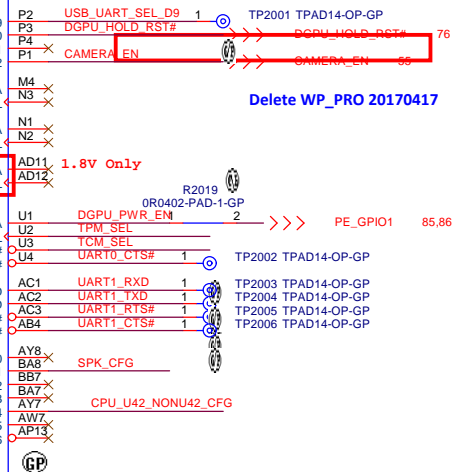 P2 USB_UART_SEL_D9 1 TP2001 TPAD14-OP-GP
P3 DGPU_HOLD_RST# DGPU_HOLD_RST# 76
P4
P1 CAMERA_EN CAMERA_EN 55
M4
N3
Delete WP_PRO 20170417
N1
N2
AD11 1.8V Only
AD12
R2019
0R0402-PAD-1-GP
U1 DGPU_PWR_EN 1 2 PE_GPIO1 85,86
U2 TPM_SEL
U3 TCM_SEL
U4 UART0_CTS# 1 TP2002 TPAD14-OP-GP
AC1 UART1_RXD 1 TP2003 TPAD14-OP-GP
AC2 UART1_TXD 1 TP2004 TPAD14-OP-GP
AC3 UART1_RTS# 1 TP2005 TPAD14-OP-GP
AB4 UART1_CTS# 1 TP2006 TPAD14-OP-GP
AY8
BA8 SPK_CFG
BB7
BA7
AY7 CPU_U42_NONU42_CFG
AW7
AP13
GP